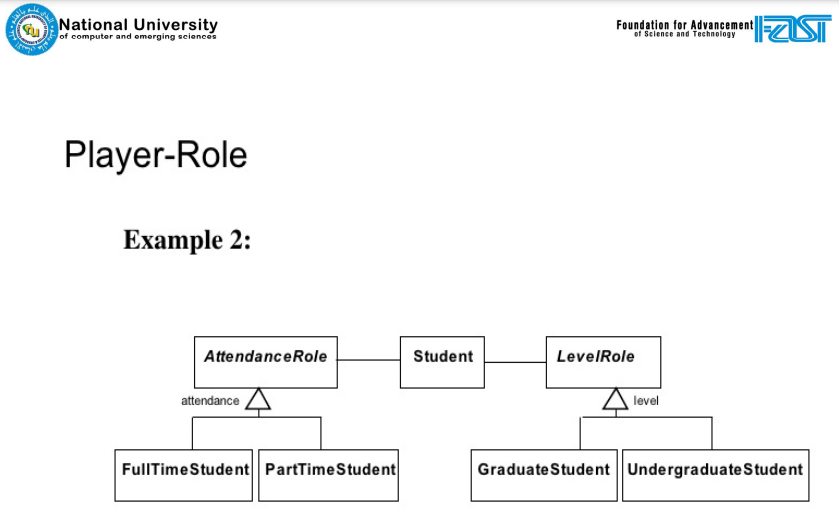 National University
of computer and emerging sciences
Foundation for Advancement
of Science and Technology
FAST
Player-Role
Example 2:
AttendanceRole
Student
LevelRole
attendance
level
FullTimeStudent
PartTimeStudent
GraduateStudent
UndergraduateStudent